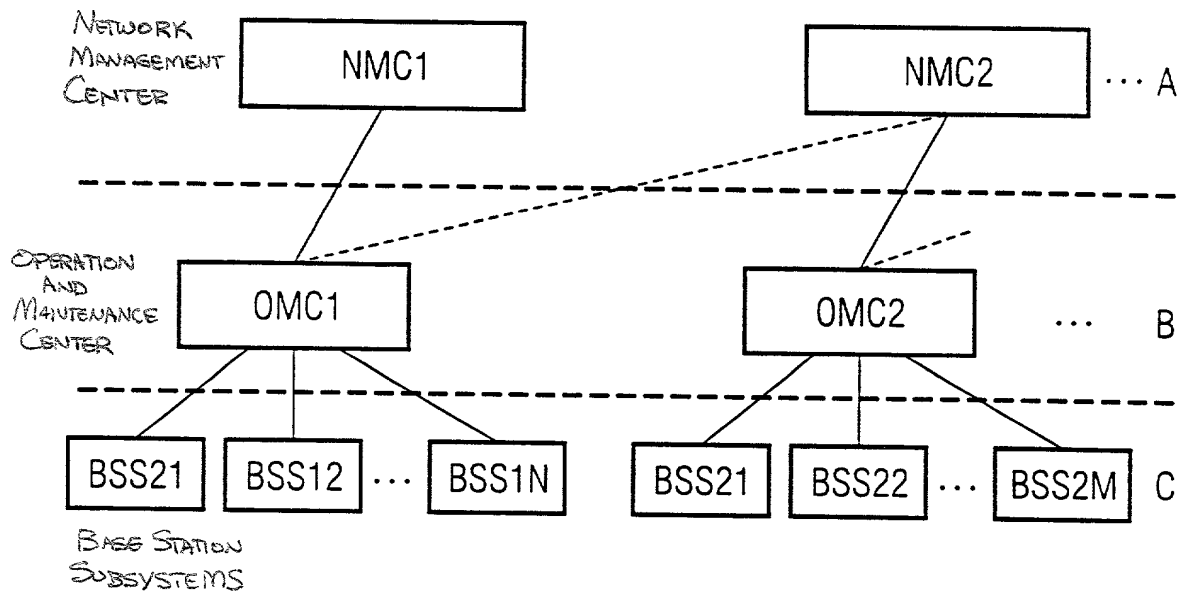 NETWORK
MANAGEMENT
CENTER
NMC1
NMC2
... A
OPERATION
AND
MAINTENANCE
CENTER
OMC1
OMC2
... B
BSS21
BSS12
...
BSS1N
BSS21
BSS22
...
BSS2M
C
BASE STATION
SUBSYSTEMS